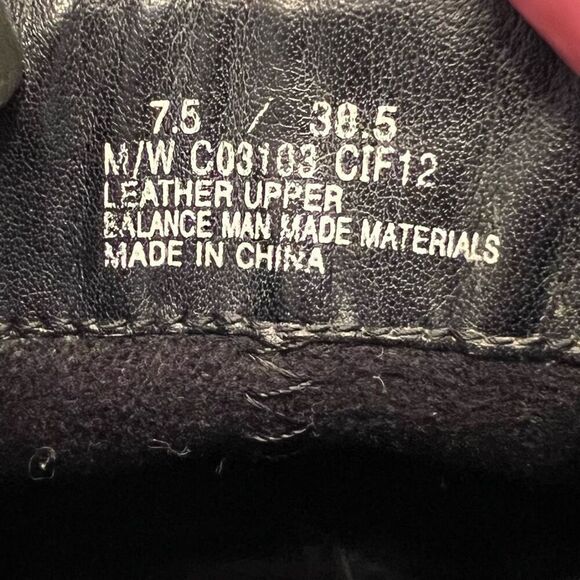 7.5 / 38.5
M/W C03103 CIF12
LEATHER UPPER
BALANCE MAN MADE MATERIALS
MADE IN CHINA